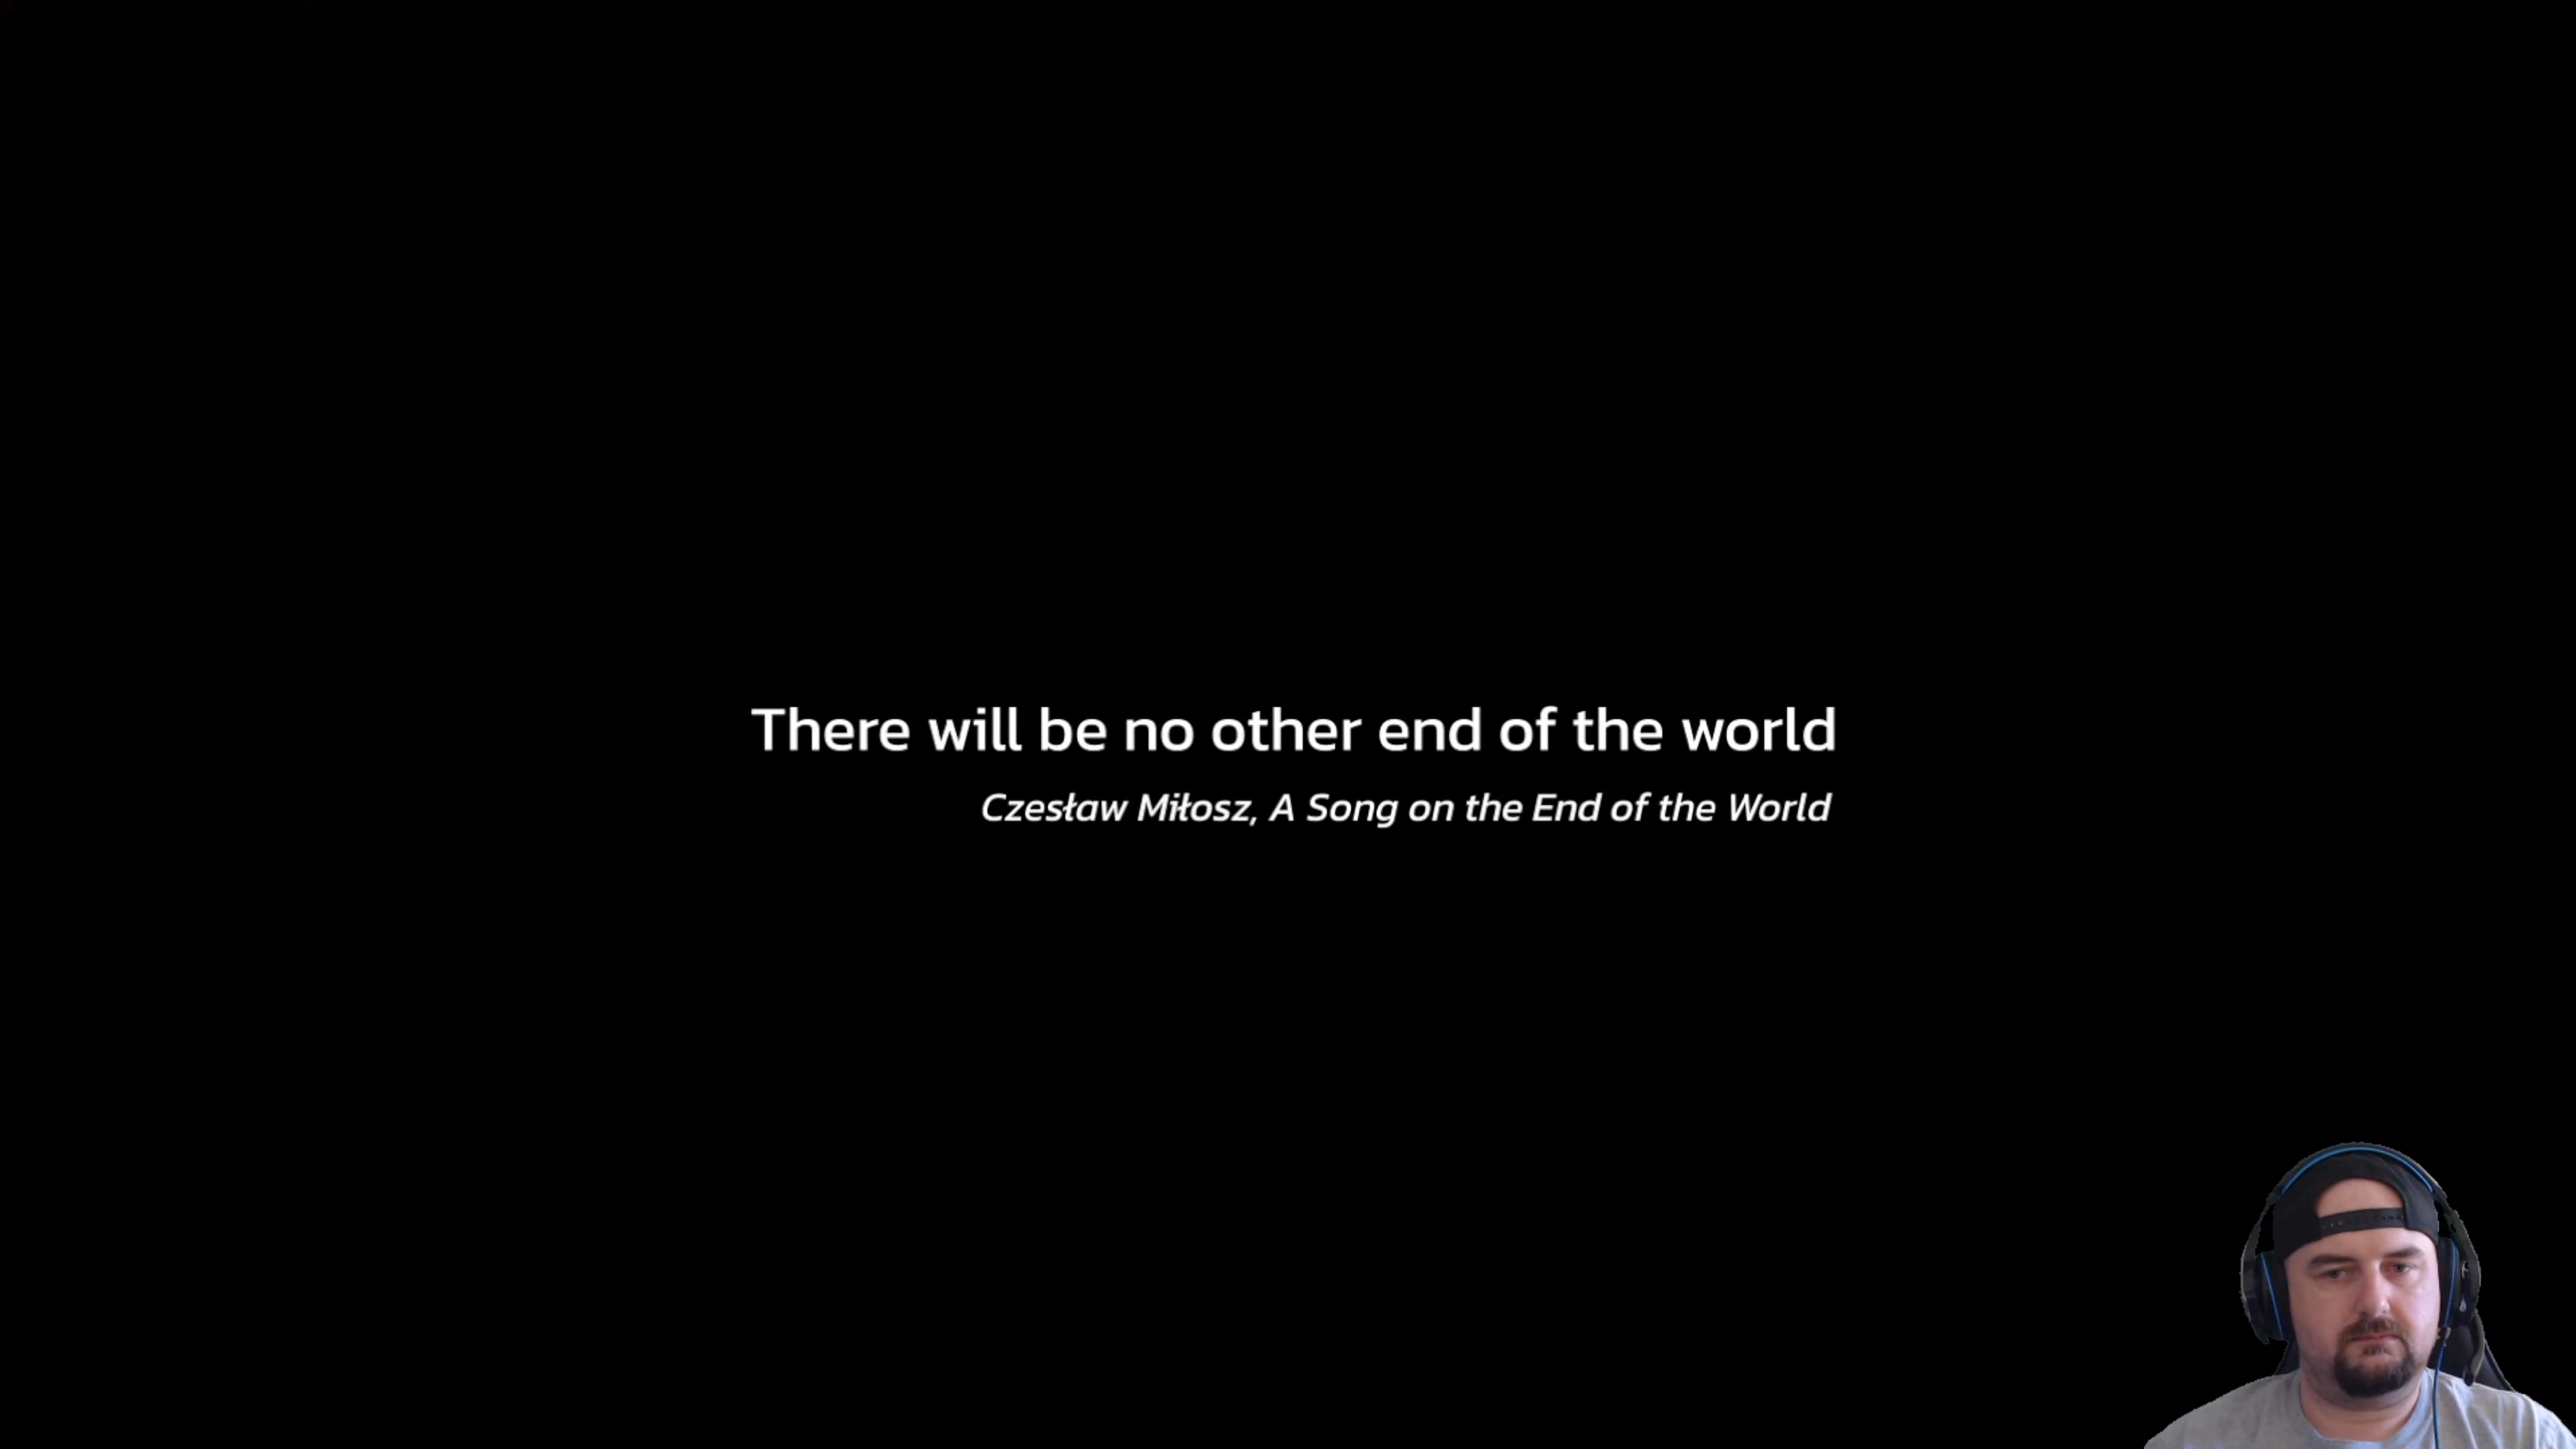 There will be no other end of the world
Czesław Miłosz, A Song on the End of the World